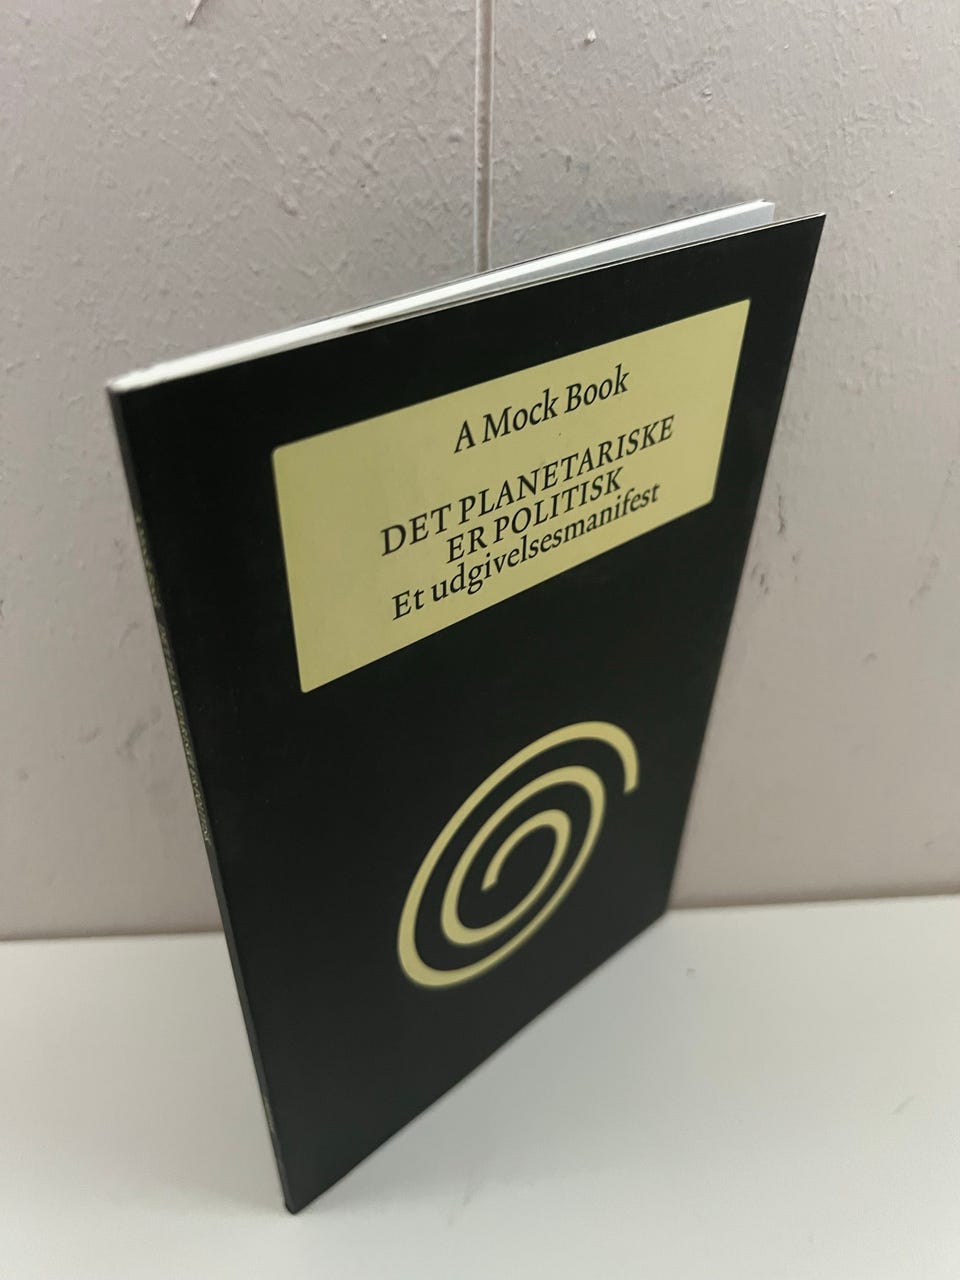 A Mock Book
DET PLANETARISKE
ER POLITISK
Et udgivelsesmanifest